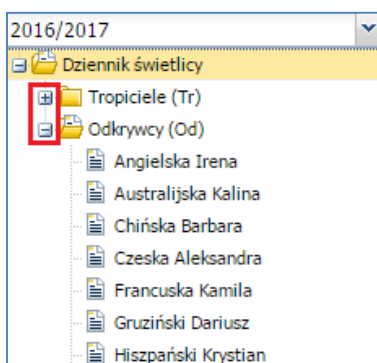 2016/2017
Dziennik świetlicy
Tropiciele (Tr)
Odkrywcy (Od)
Angielska Irena
Australijska Kalina
Chińska Barbara
Czeska Aleksandra
Francuska Kamila
Gruziński Dariusz
Hiszpański Krystian